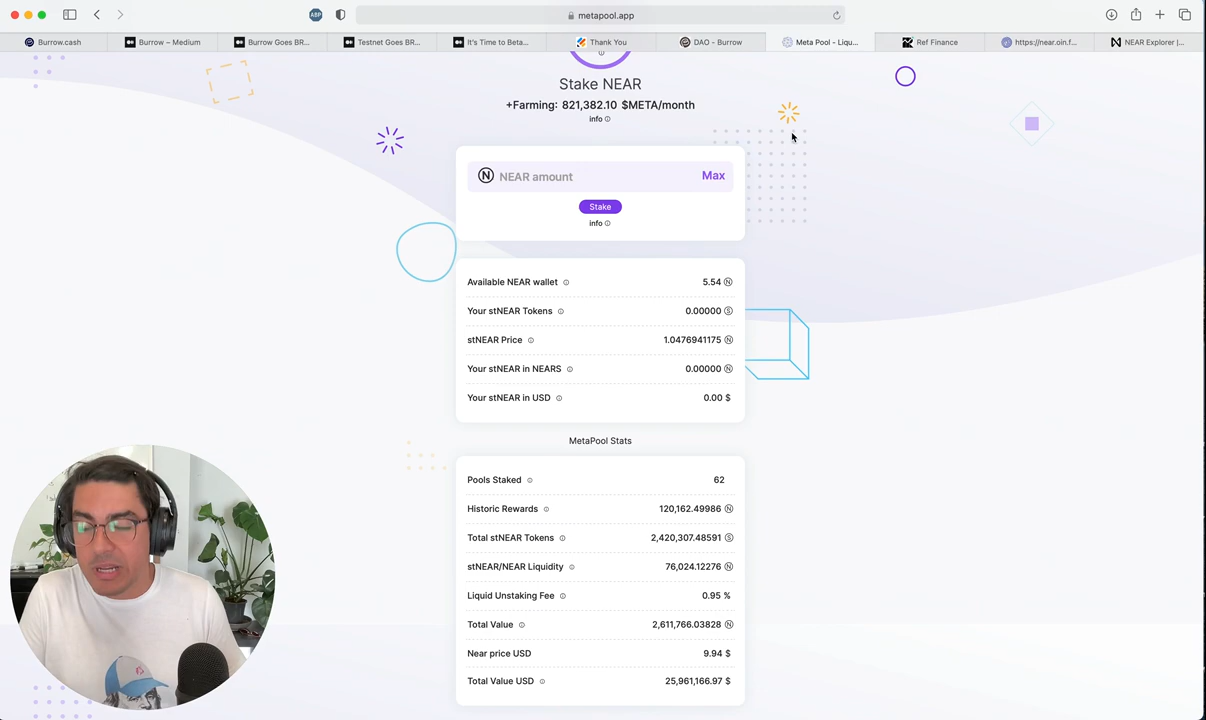 metapool.app
ABP
Burrow.cash
Burrow – Medium
Burrow Goes BR...
Testnet Goes BR...
It's Time to Beta...
Thank You
DAO - Burrow
Meta Pool - Liqu...
Ref Finance
https://near.oin.f...
NEAR Explorer |...
Stake NEAR
+Farming: 821,382.10 $META/month
info
NEAR amount Max
Stake
info
Available NEAR wallet 5.54
Your stNEAR Tokens 0.00000
stNEAR Price 1.0476941175
Your stNEAR in NEARS 0.00000
Your stNEAR in USD 0.00 $
MetaPool Stats
Pools Staked 62
Historic Rewards 120,162.49986
Total stNEAR Tokens 2,420,307.48591
stNEAR/NEAR Liquidity 76,024.12276
Liquid Unstaking Fee 0.95 %
Total Value 2,611,766.03828
Near price USD 9.94 $
Total Value USD 25,961,166.97 $